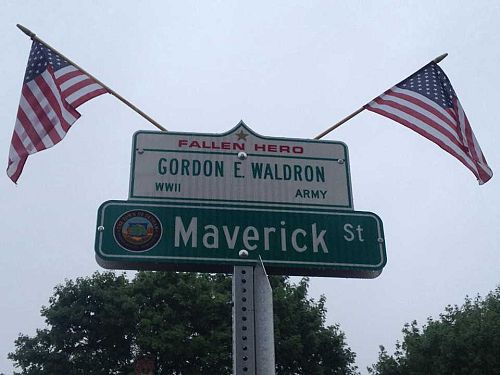 FALLEN HERO
GORDON E. WALDRON
WWII ARMY
Maverick St